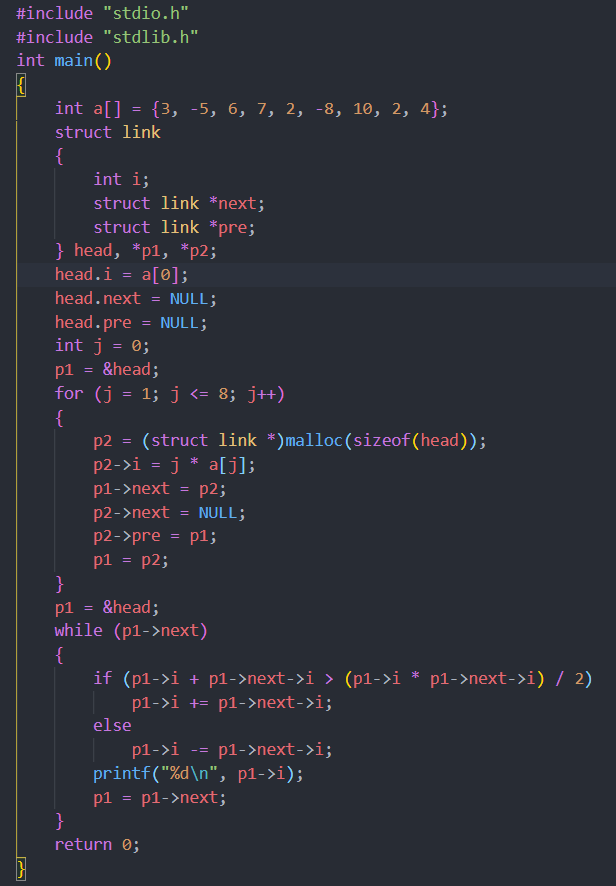 #include "stdio.h"
#include "stdlib.h"
int main()
{
    int a[] = {3, -5, 6, 7, 2, -8, 10, 2, 4};
    struct link
    {
        int i;
        struct link *next;
        struct link *pre;
    } head, *p1, *p2;
    head.i = a[0];
    head.next = NULL;
    head.pre = NULL;
    int j = 0;
    p1 = &head;
    for (j = 1; j <= 8; j++)
    {
        p2 = (struct link *)malloc(sizeof(head));
        p2->i = j * a[j];
        p1->next = p2;
        p2->next = NULL;
        p2->pre = p1;
        p1 = p2;
    }
    p1 = &head;
    while (p1->next)
    {
        if (p1->i + p1->next->i > (p1->i * p1->next->i) / 2)
            p1->i += p1->next->i;
        else
            p1->i -= p1->next->i;
        printf("%d\n", p1->i);
        p1 = p1->next;
    }
    return 0;
}